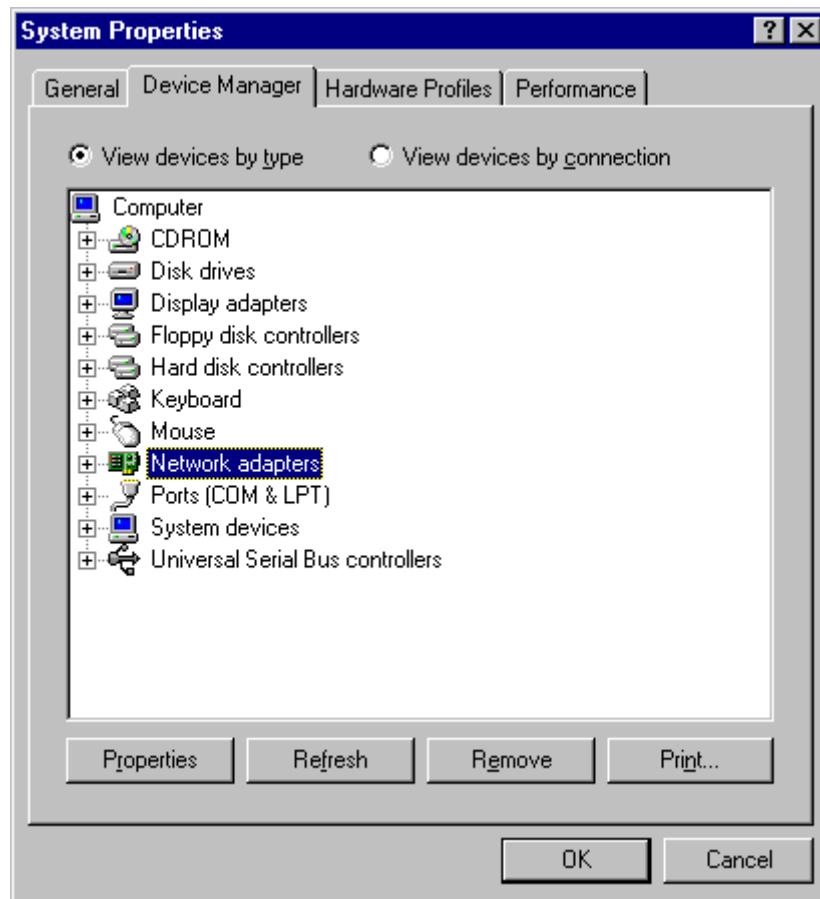 System Properties
General Device Manager Hardware Profiles Performance
View devices by type View devices by connection
Computer
CDROM
Disk drives
Display adapters
Floppy disk controllers
Hard disk controllers
Keyboard
Mouse
Network adapters
Ports (COM & LPT)
System devices
Universal Serial Bus controllers
Properties Refresh Remove Print...
OK Cancel